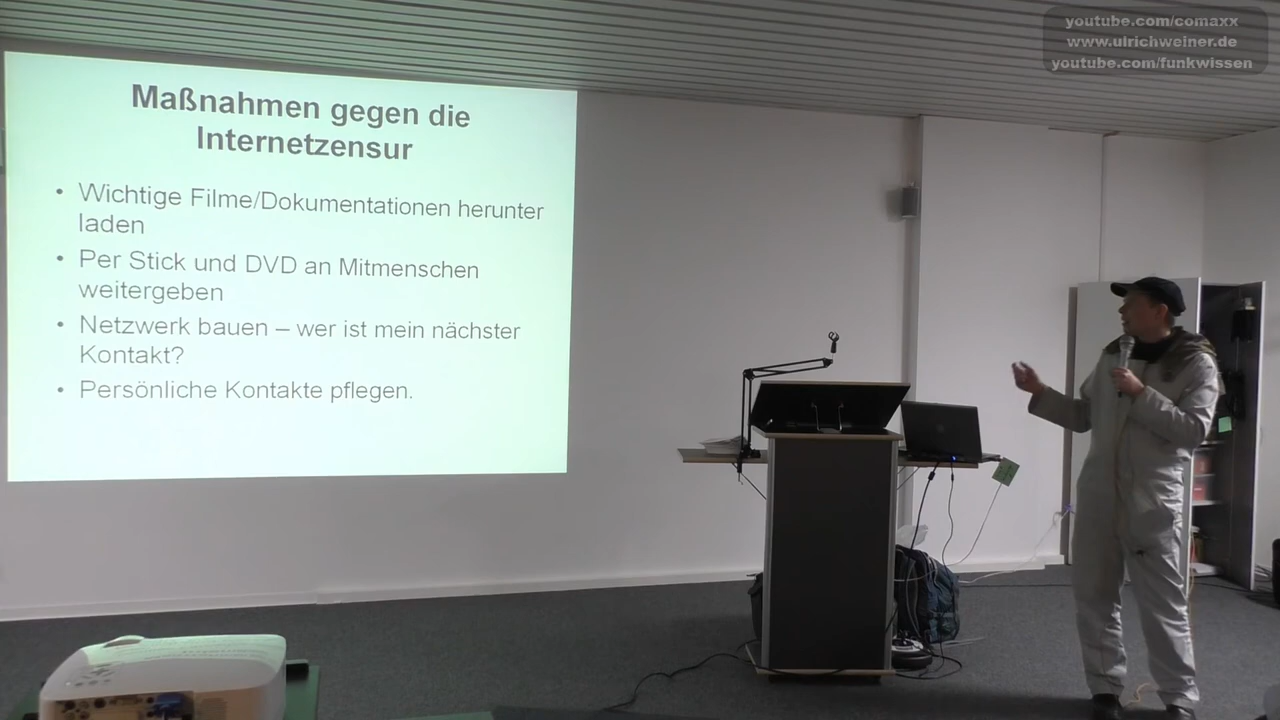 youtube.com/comaxx
www.ulrichweiner.de
youtube.com/funkwissen
Maßnahmen gegen die
Internetzensur
• Wichtige Filme/Dokumentationen herunter
laden
• Per Stick und DVD an Mitmenschen
weitergeben
• Netzwerk bauen – wer ist mein nächster
Kontakt?
• Persönliche Kontakte pflegen.